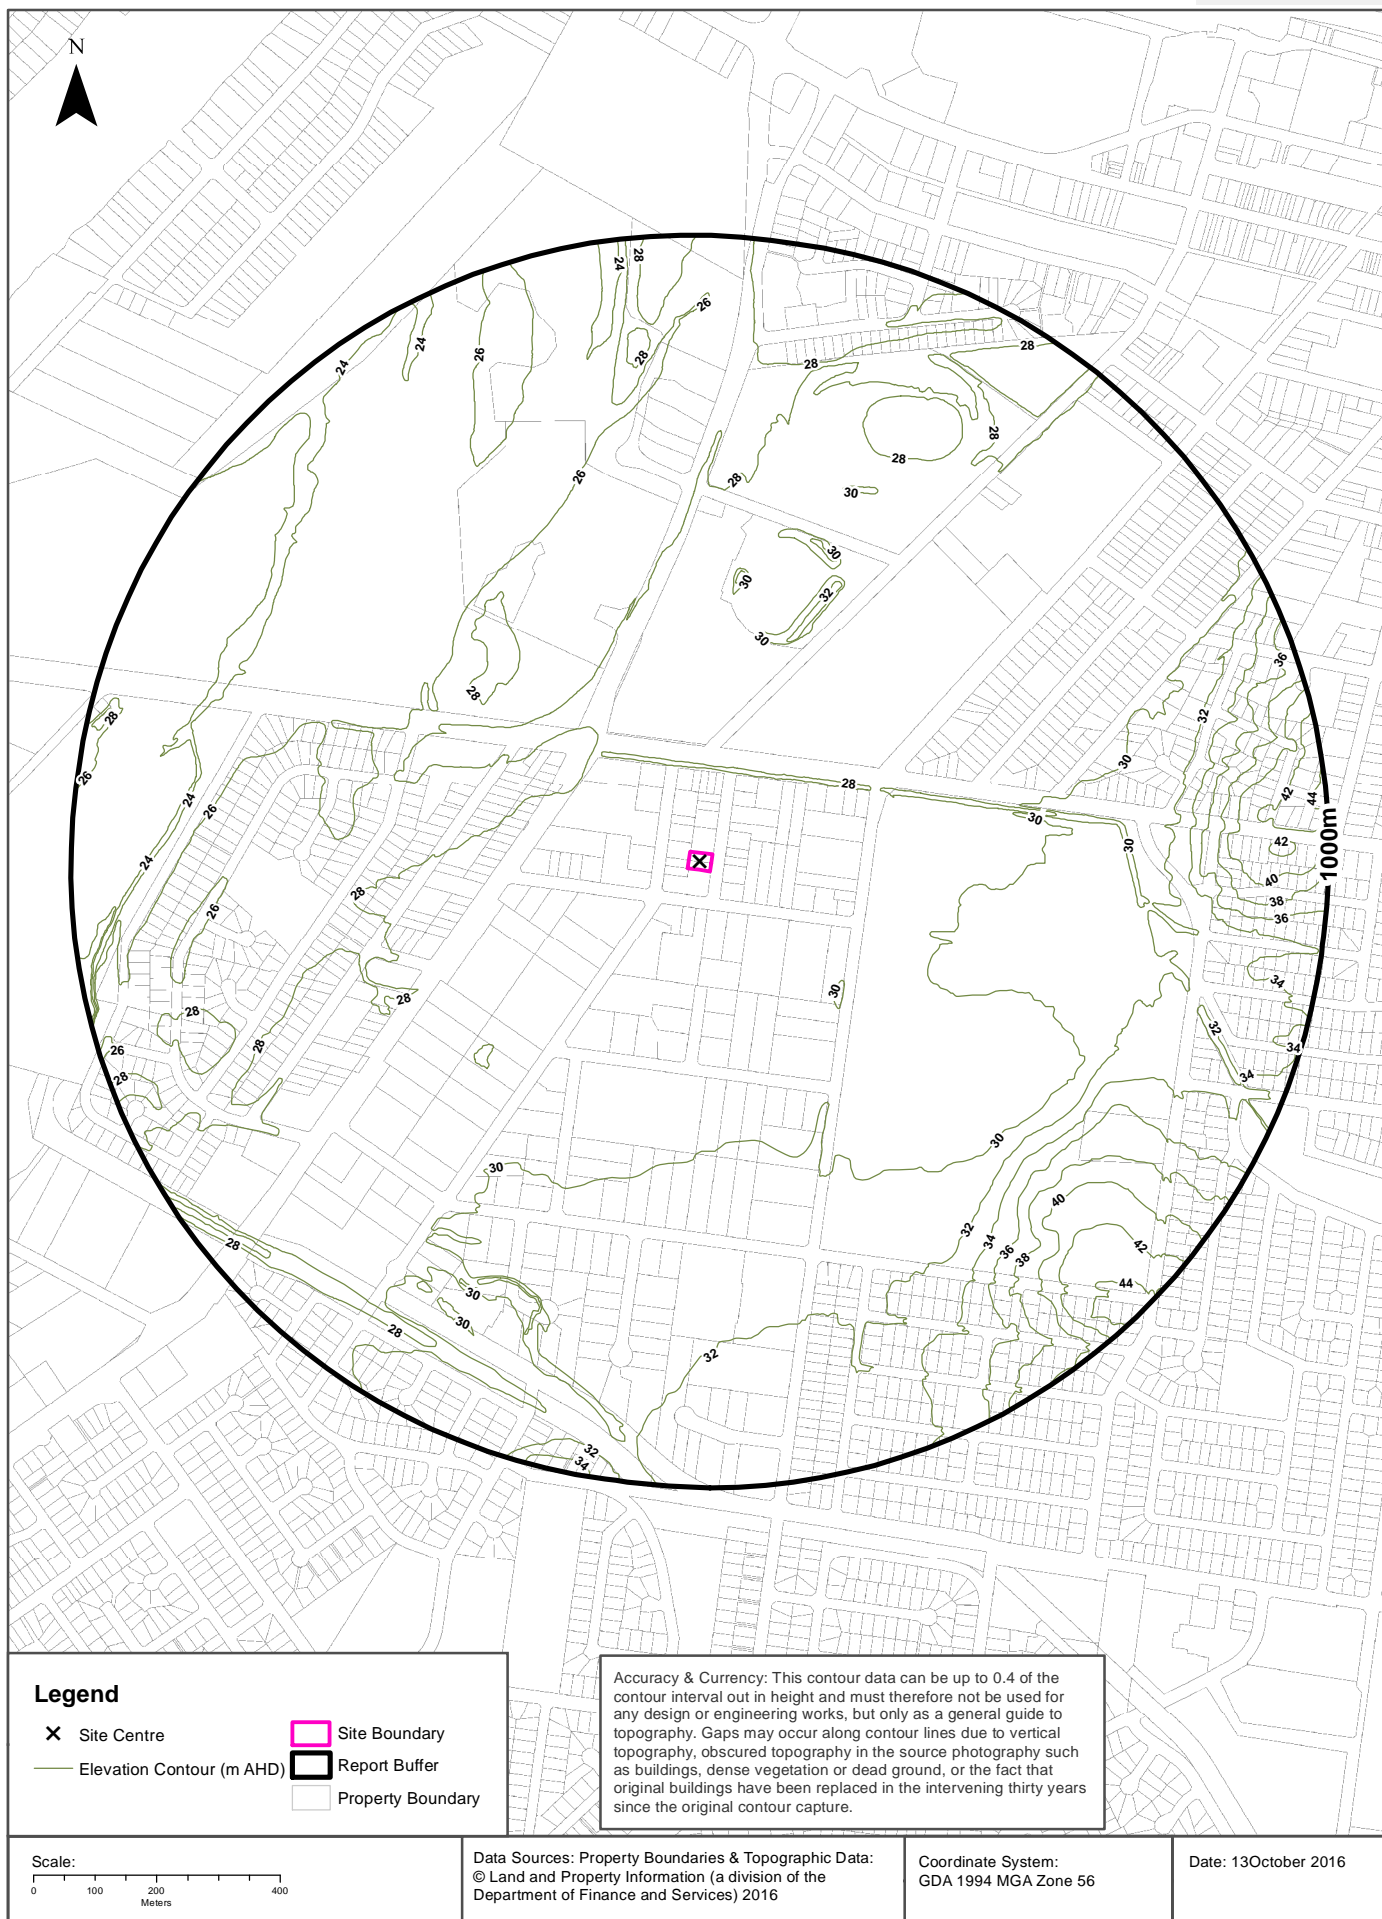 N
24
28
26
24
24
26
28
28
28
28
28
26
28
30
30
30
32
30
28
36
32
30
28
26
24
26
24
28
30
30
42
44
42
1000m
40
38
36
28
26
28
30
34
32
34
34
28
28
26
28
30
30
40
32
34
36
38
42
44
28
30
30
28
32
32
34
Legend
Site Centre
Site Boundary
Elevation Contour (m AHD)
Report Buffer
Property Boundary
Accuracy & Currency: This contour data can be up to 0.4 of the
contour interval out in height and must therefore not be used for
any design or engineering works, but only as a general guide to
topography. Gaps may occur along contour lines due to vertical
topography, obscured topography in the source photography such
as buildings, dense vegetation or dead ground, or the fact that
original buildings have been replaced in the intervening thirty years
since the original contour capture.
Scale:
0 100 200 400
Meters
Data Sources: Property Boundaries & Topographic Data:
© Land and Property Information (a division of the
Department of Finance and Services) 2016
Coordinate System:
GDA 1994 MGA Zone 56
Date: 13October 2016